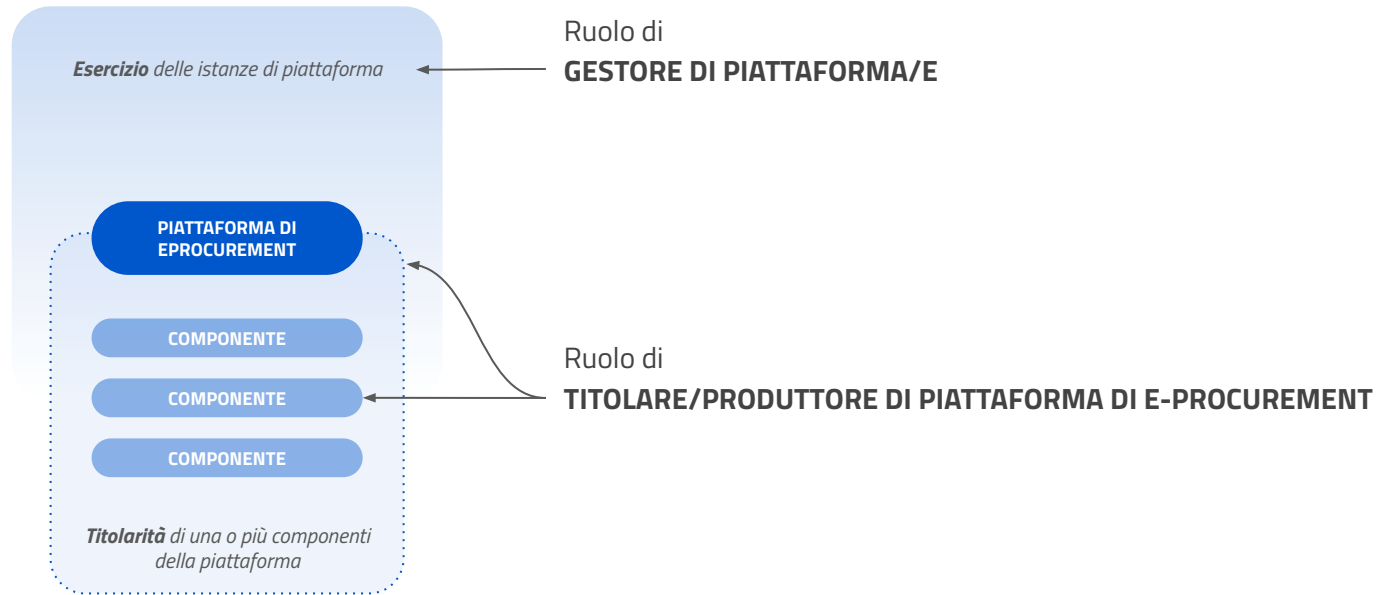 Esercizio delle istanze di piattaforma
Ruolo di
GESTORE DI PIATTAFORMA/E
PIATTAFORMA DI
EPROCUREMENT
COMPONENTE
COMPONENTE
COMPONENTE
Titolarità di una o più componenti
della piattaforma
Ruolo di
TITOLARE/PRODUTTORE DI PIATTAFORMA DI E-PROCUREMENT